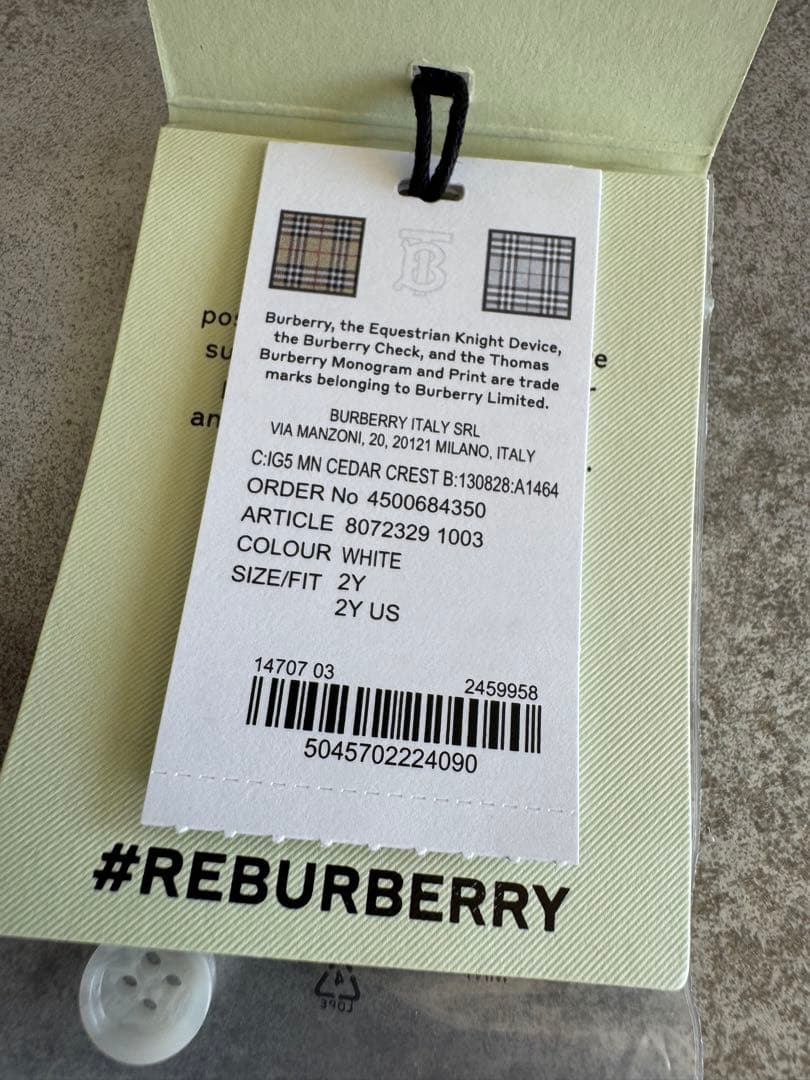 Burberry, the Equestrian Knight Device,
the Burberry Check, and the Thomas
Burberry Monogram and Print are trade
marks belonging to Burberry Limited.
BURBERRY ITALY SRL
VIA MANZONI, 20, 20121 MILANO, ITALY
C:IG5 MN CEDAR CREST B:130828:A1464
ORDER No 4500684350
ARTICLE 8072329 1003
COLOUR WHITE
SIZE/FIT 2Y
2Y US
14707 03
2459958
5045702224090
#REBURBERRY
4
LDPE